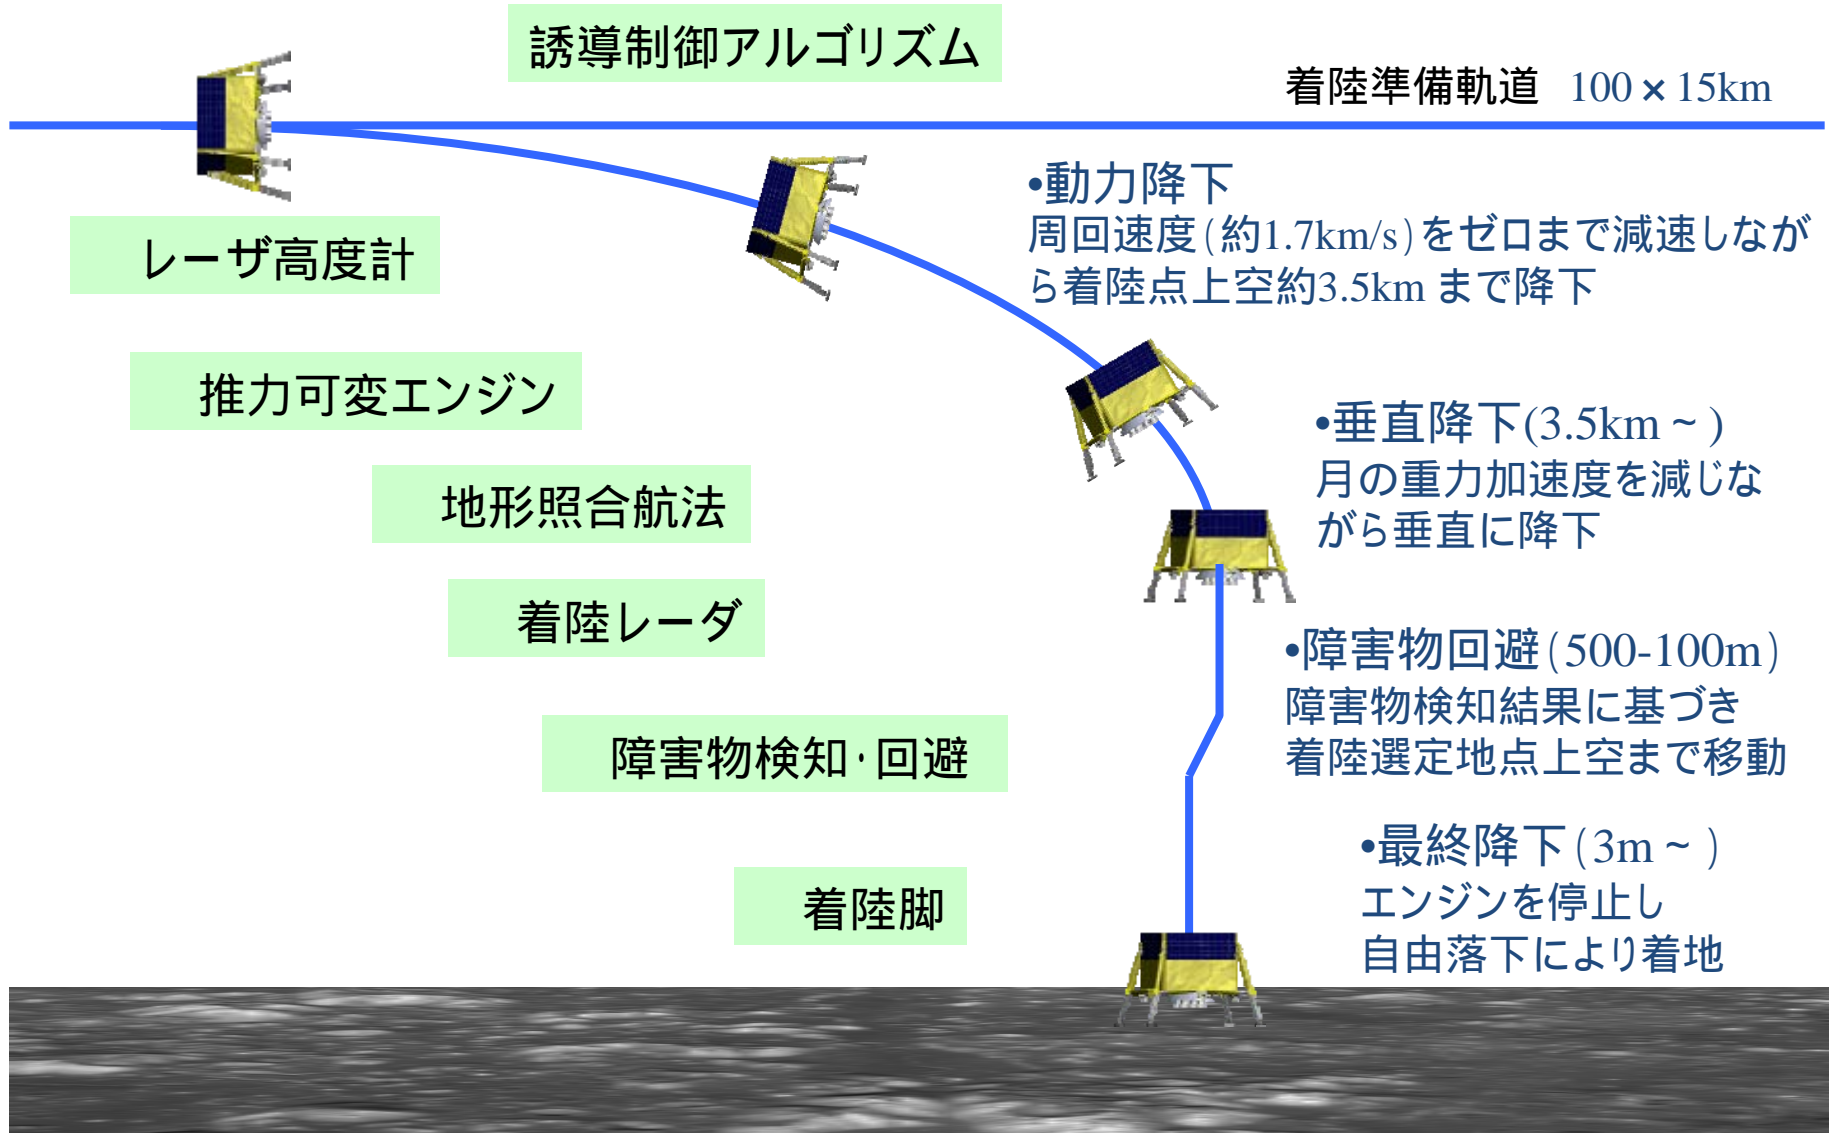 誘導制御アルゴリズム
着陸準備軌道 100×15km
レーザ高度計
推力可変エンジン
地形照合航法
着陸レーダ
障害物検知・回避
着陸脚
•動力降下
周回速度(約1.7km/s)をゼロまで減速しなが
ら着陸点上空約3.5km まで降下
•垂直降下(3.5km~)
月の重力加速度を減じな
がら垂直に降下
•障害物回避(500-100m)
障害物検知結果に基づき
着陸選定地点上空まで移動
•最終降下(3m~)
エンジンを停止し
自由落下により着地